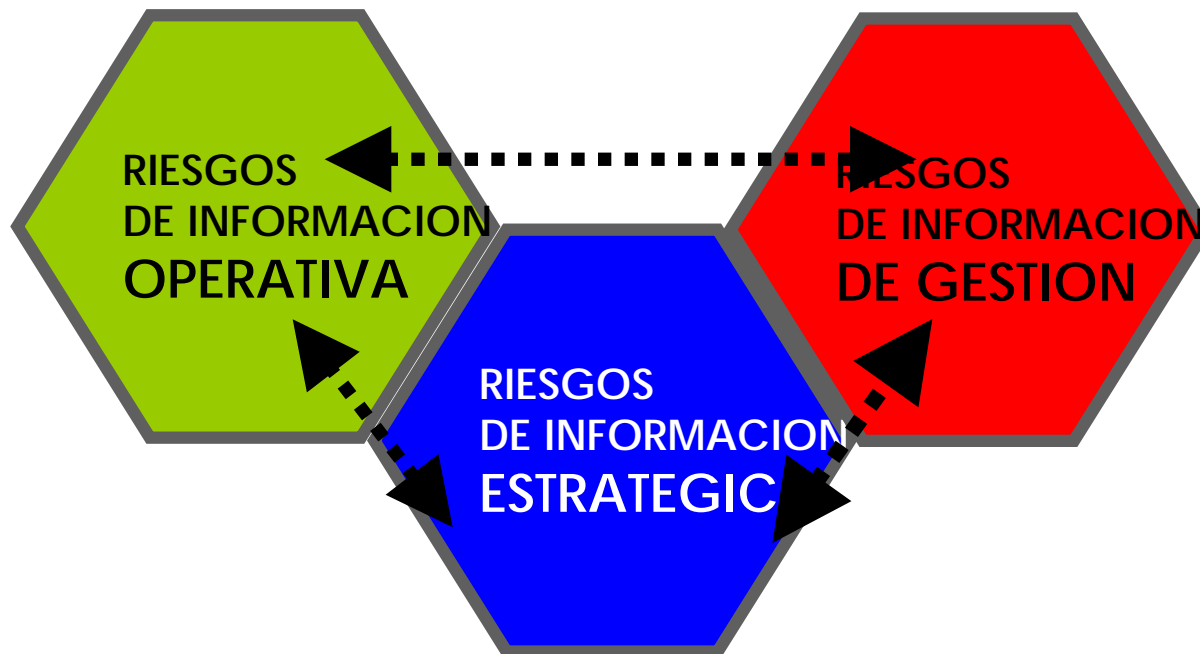 RIESGOS
DE INFORMACION
OPERATIVA
RIESGOS
DE INFORMACION
DE GESTION
RIESGOS
DE INFORMACION
ESTRATEGIC